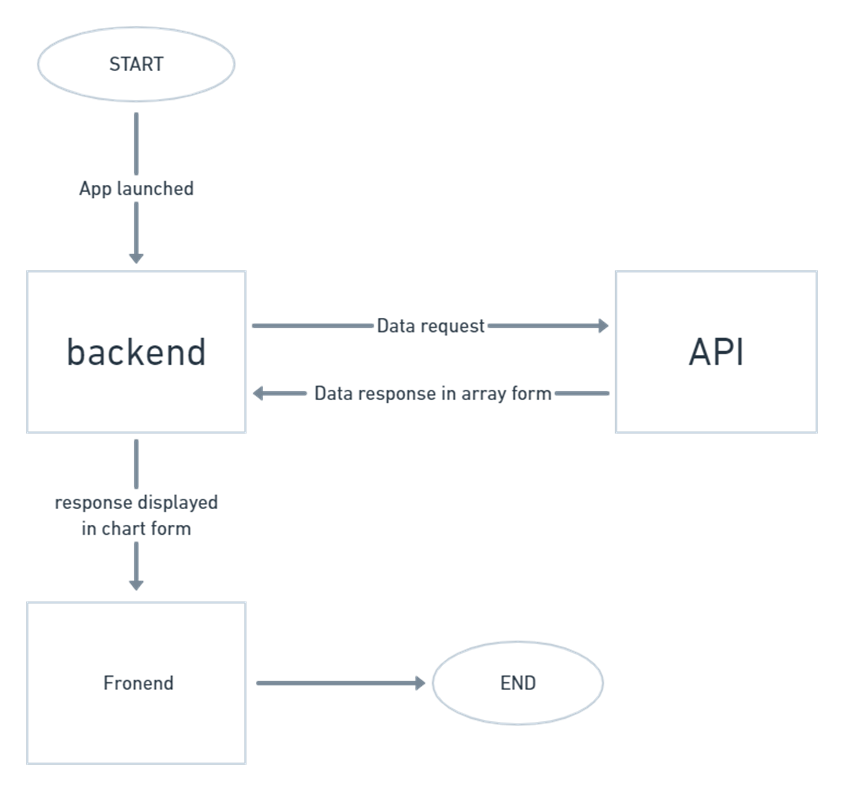 START
App launched
backend
Data request
API
Data response in array form
response displayed
in chart form
Fronend
END